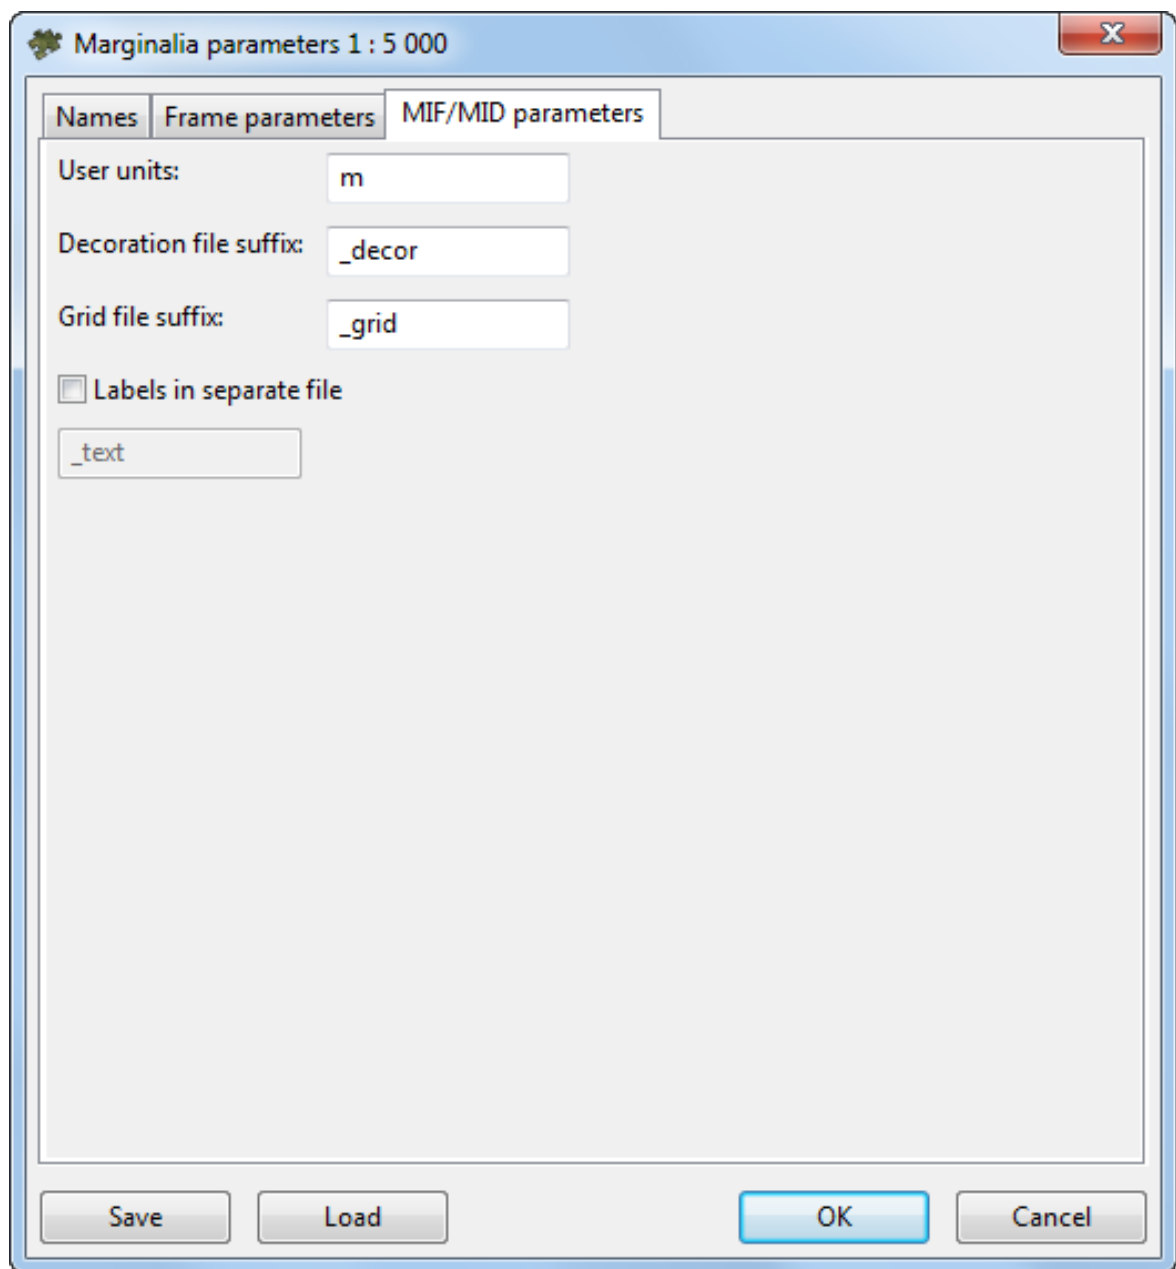 Marginalia parameters 1 : 5 000
Names Frame parameters MIF/MID parameters
User units: m
Decoration file suffix: _decor
Grid file suffix: _grid
Labels in separate file
_text
Save Load OK Cancel